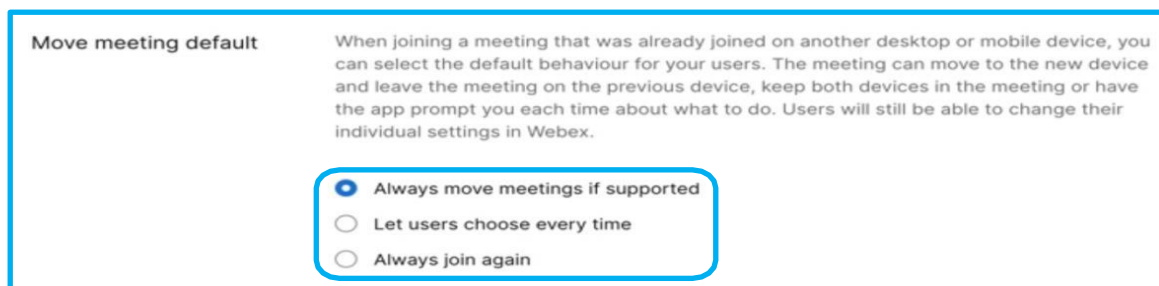 Move meeting default
When joining a meeting that was already joined on another desktop or mobile device, you
can select the default behaviour for your users. The meeting can move to the new device
and leave the meeting on the previous device, keep both devices in the meeting or have
the app prompt you each time about what to do. Users will still be able to change their
individual settings in Webex.
Always move meetings if supported
Let users choose every time
Always join again